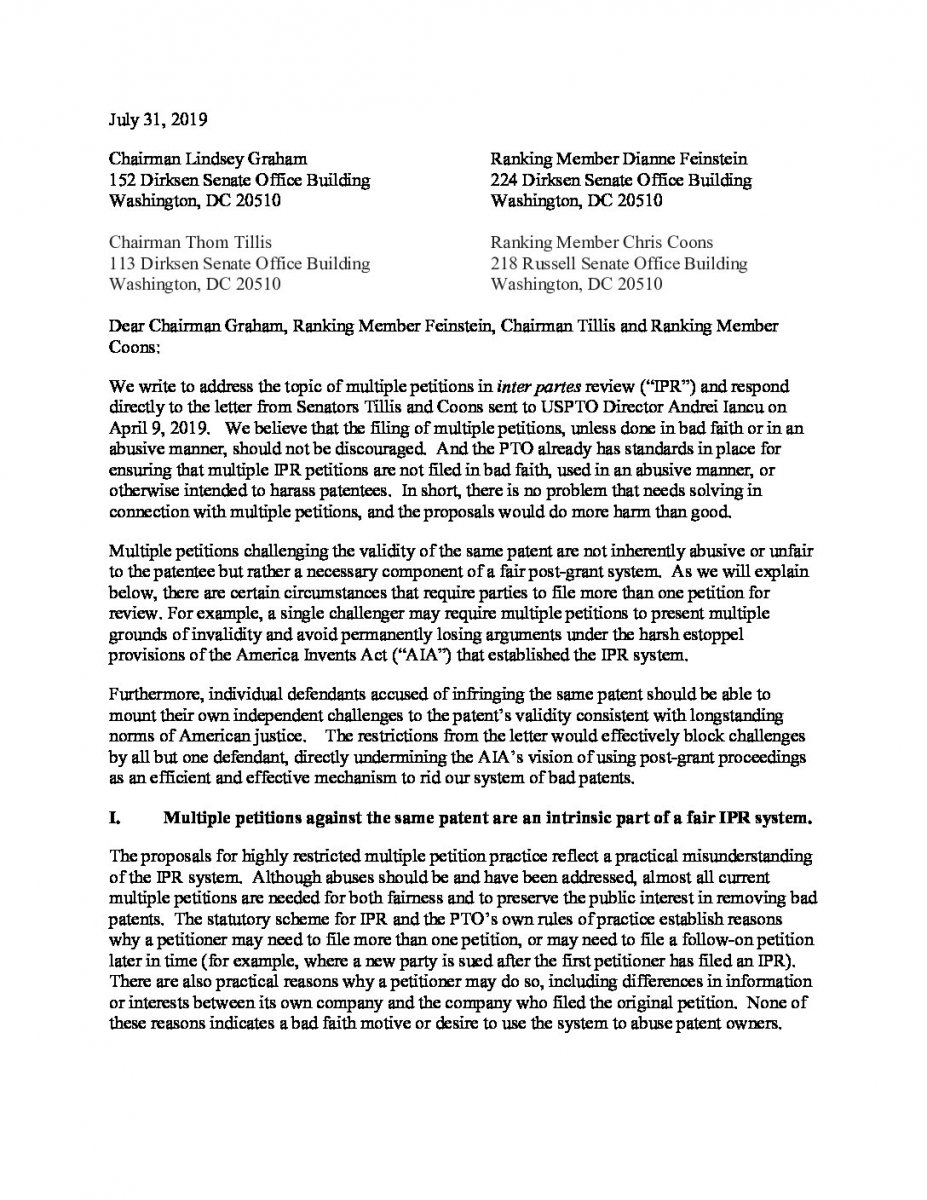 July 31, 2019
Chairman Lindsey Graham
152 Dirksen Senate Office Building
Washington, DC 20510
Ranking Member Dianne Feinstein
224 Dirksen Senate Office Building
Washington, DC 20510
Chairman Thom Tillis
113 Dirksen Senate Office Building
Washington, DC 20510
Ranking Member Chris Coons
218 Russell Senate Office Building
Washington, DC 20510
Dear Chairman Graham, Ranking Member Feinstein, Chairman Tillis and Ranking Member
Coons:
We write to address the topic of multiple petitions in inter partes review (“IPR”) and respond
directly to the letter from Senators Tillis and Coons sent to USPTO Director Andrei Iancu on
April 9, 2019. We believe that the filing of multiple petitions, unless done in bad faith or in an
abusive manner, should not be discouraged. And the PTO already has standards in place for
ensuring that multiple IPR petitions are not filed in bad faith, used in an abusive manner, or
otherwise intended to harass patentees. In short, there is no problem that needs solving in
connection with multiple petitions, and the proposals would do more harm than good.
Multiple petitions challenging the validity of the same patent are not inherently abusive or unfair
to the patentee but rather a necessary component of a fair post-grant system. As we will explain
below, there are certain circumstances that require parties to file more than one petition for
review. For example, a single challenger may require multiple petitions to present multiple
grounds of invalidity and avoid permanently losing arguments under the harsh estoppel
provisions of the America Invents Act (“AIA”) that established the IPR system.
Furthermore, individual defendants accused of infringing the same patent should be able to
mount their own independent challenges to the patent’s validity consistent with longstanding
norms of American justice. The restrictions from the letter would effectively block challenges
by all but one defendant, directly undermining the AIA’s vision of using post-grant proceedings
as an efficient and effective mechanism to rid our system of bad patents.
I. Multiple petitions against the same patent are an intrinsic part of a fair IPR system.
The proposals for highly restricted multiple petition practice reflect a practical misunderstanding
of the IPR system. Although abuses should be and have been addressed, almost all current
multiple petitions are needed for both fairness and to preserve the public interest in removing bad
patents. The statutory scheme for IPR and the PTO’s own rules of practice establish reasons
why a petitioner may need to file more than one petition, or may need to file a follow-on petition
later in time (for example, where a new party is sued after the first petitioner has filed an IPR).
There are also practical reasons why a petitioner may do so, including differences in information
or interests between its own company and the company who filed the original petition. None of
these reasons indicates a bad faith motive or desire to use the system to abuse patent owners.